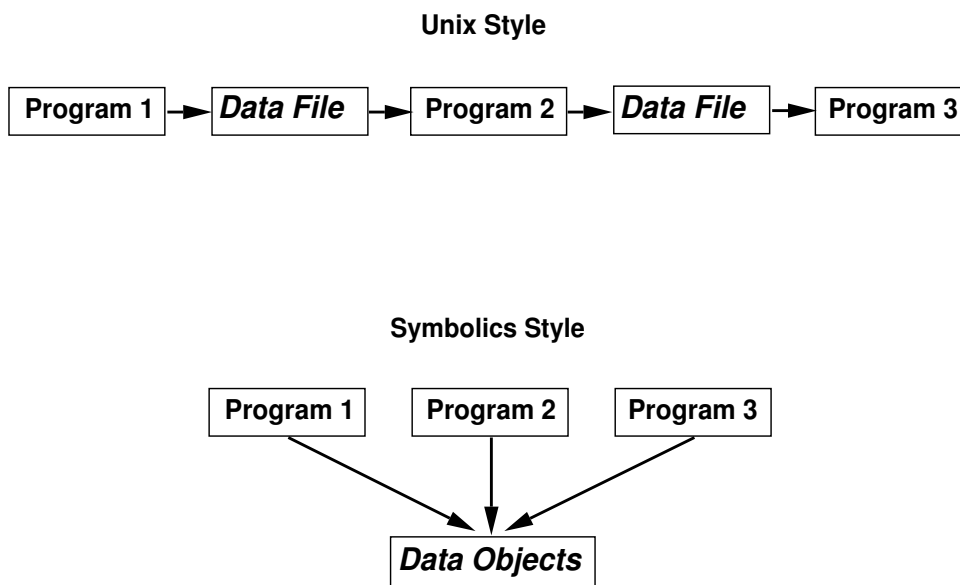 Unix Style
Program 1 Data File Program 2 Data File Program 3
Symbolics Style
Program 1 Program 2 Program 3
Data Objects